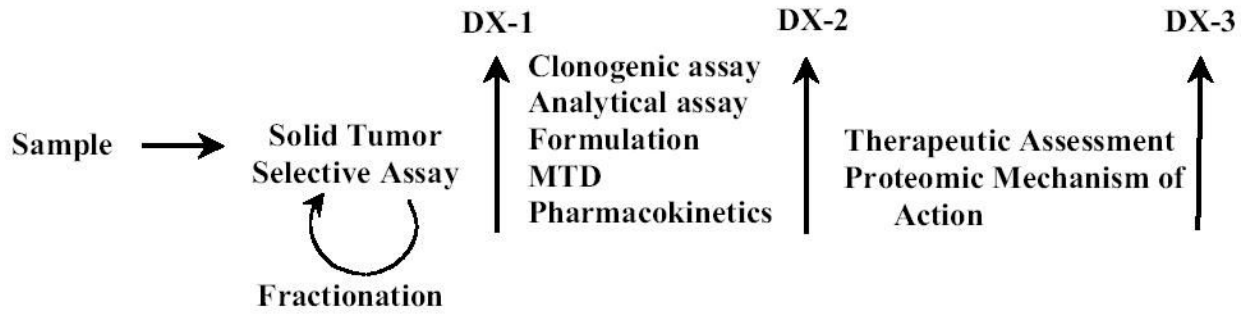 DX-1
DX-2
DX-3
Sample
Solid Tumor
Selective Assay
Fractionation
Clonogenic assay
Analytical assay
Formulation
MTD
Pharmacokinetics
Therapeutic Assessment
Proteomic Mechanism of
Action